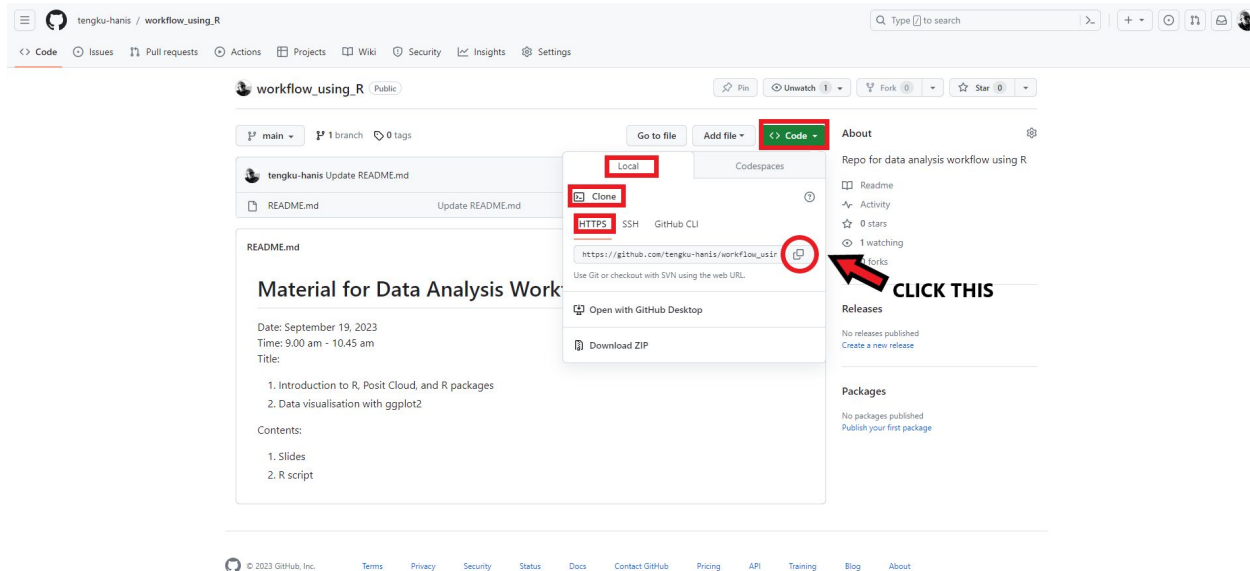 tengku-hanis / workflow_using_R
Type / to search
<> Code Issues Pull requests Actions Projects Wiki Security Insights Settings
workflow_using_R Public
Pin Unwatch 1 Fork 0 Star 0
main 1 branch 0 tags
Go to file Add file <> Code
About
Local Codespaces
Repo for data analysis workflow using R
tengku-hanis Update README.md
Readme
Clone
Activity
README.md Update README.md
0 stars
HTTPS SSH GitHub CLI
1 watching
README.md
https://github.com/tengku-hanis/workflow_usir
forks
Use Git or checkout with SVN using the web URL.
CLICK THIS
Material for Data Analysis Work
Open with GitHub Desktop
Releases
Date: September 19, 2023
No releases published
Time: 9.00 am - 10.45 am
Download ZIP
Create a new release
Title:
1. Introduction to R, Posit Cloud, and R packages
Packages
2. Data visualisation with ggplot2
No packages published
Contents:
Publish your first package
1. Slides
2. R script
© 2023 GitHub, Inc. Terms Privacy Security Status Docs Contact GitHub Pricing API Training Blog About